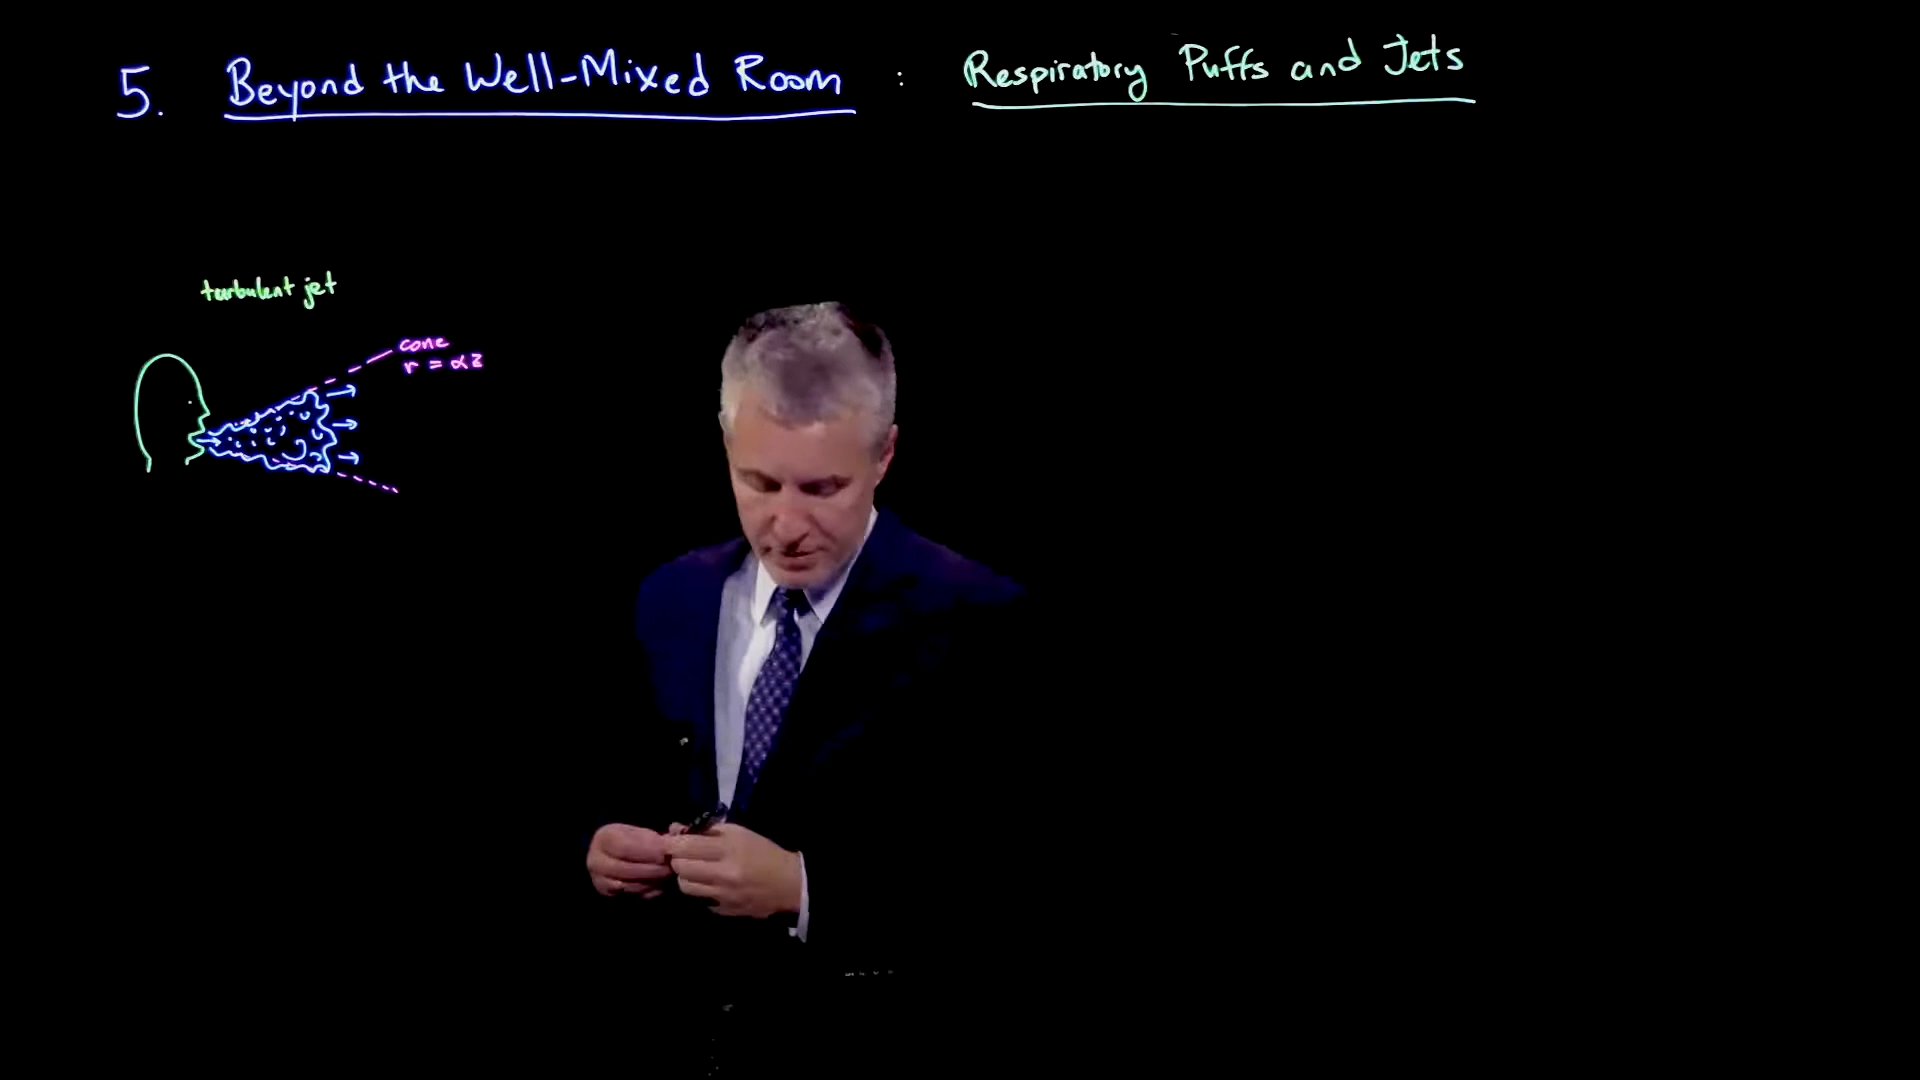 5. Beyond the Well-Mixed Room : Respiratory Puffs and Jets
turbulent jet
cone
r = αz